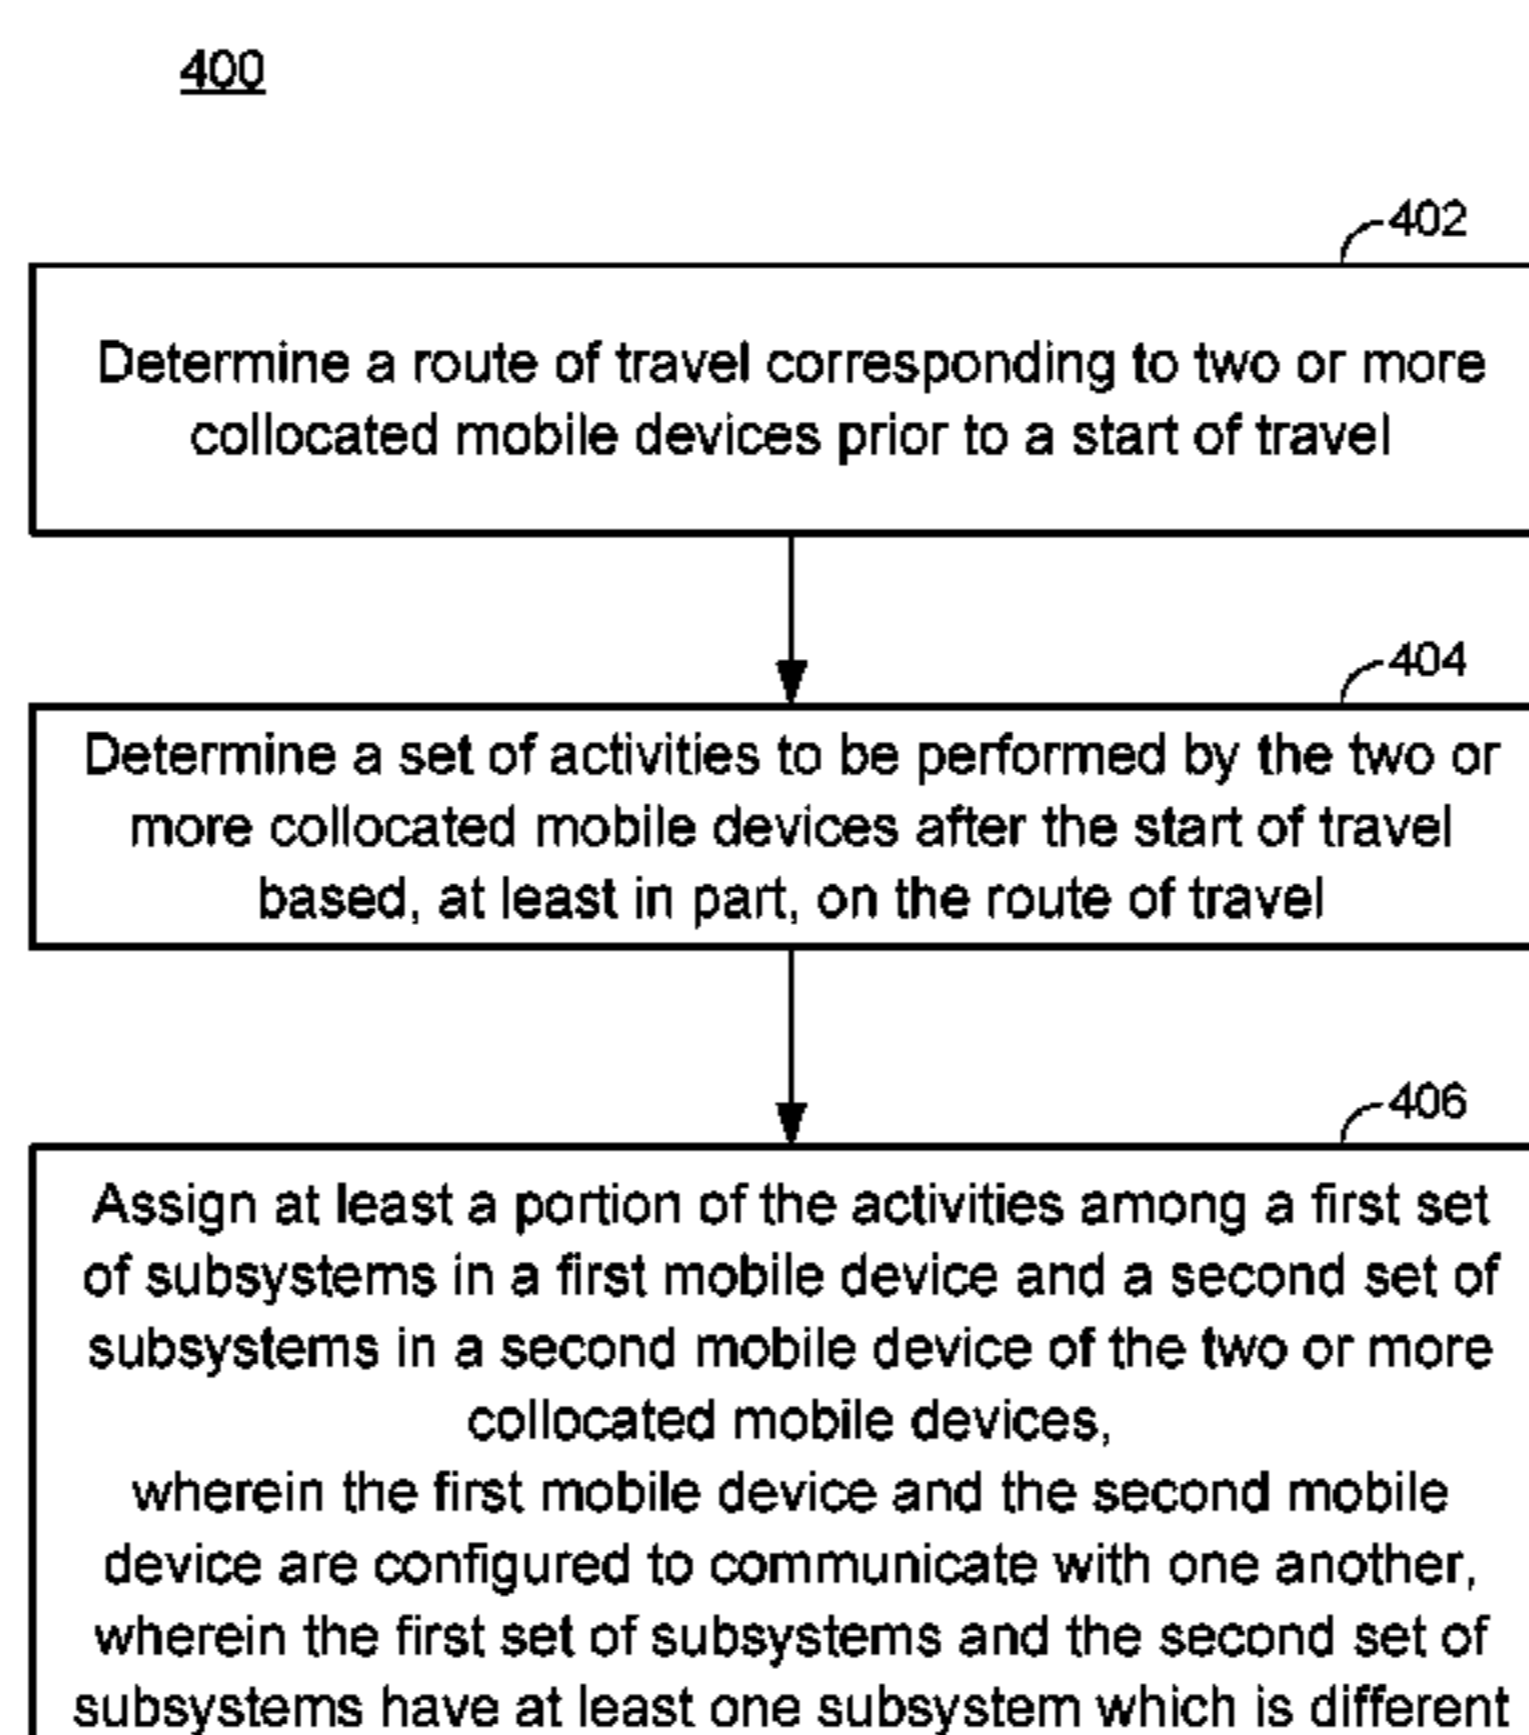 400
402
Determine a route of travel corresponding to two or more
collocated mobile devices prior to a start of travel
404
Determine a set of activities to be performed by the two or
more collocated mobile devices after the start of travel
based, at least in part, on the route of travel
406
Assign at least a portion of the activities among a first set
of subsystems in a first mobile device and a second set of
subsystems in a second mobile device of the two or more
collocated mobile devices,
wherein the first mobile device and the second mobile
device are configured to communicate with one another,
wherein the first set of subsystems and the second set of
subsystems have at least one subsystem which is different